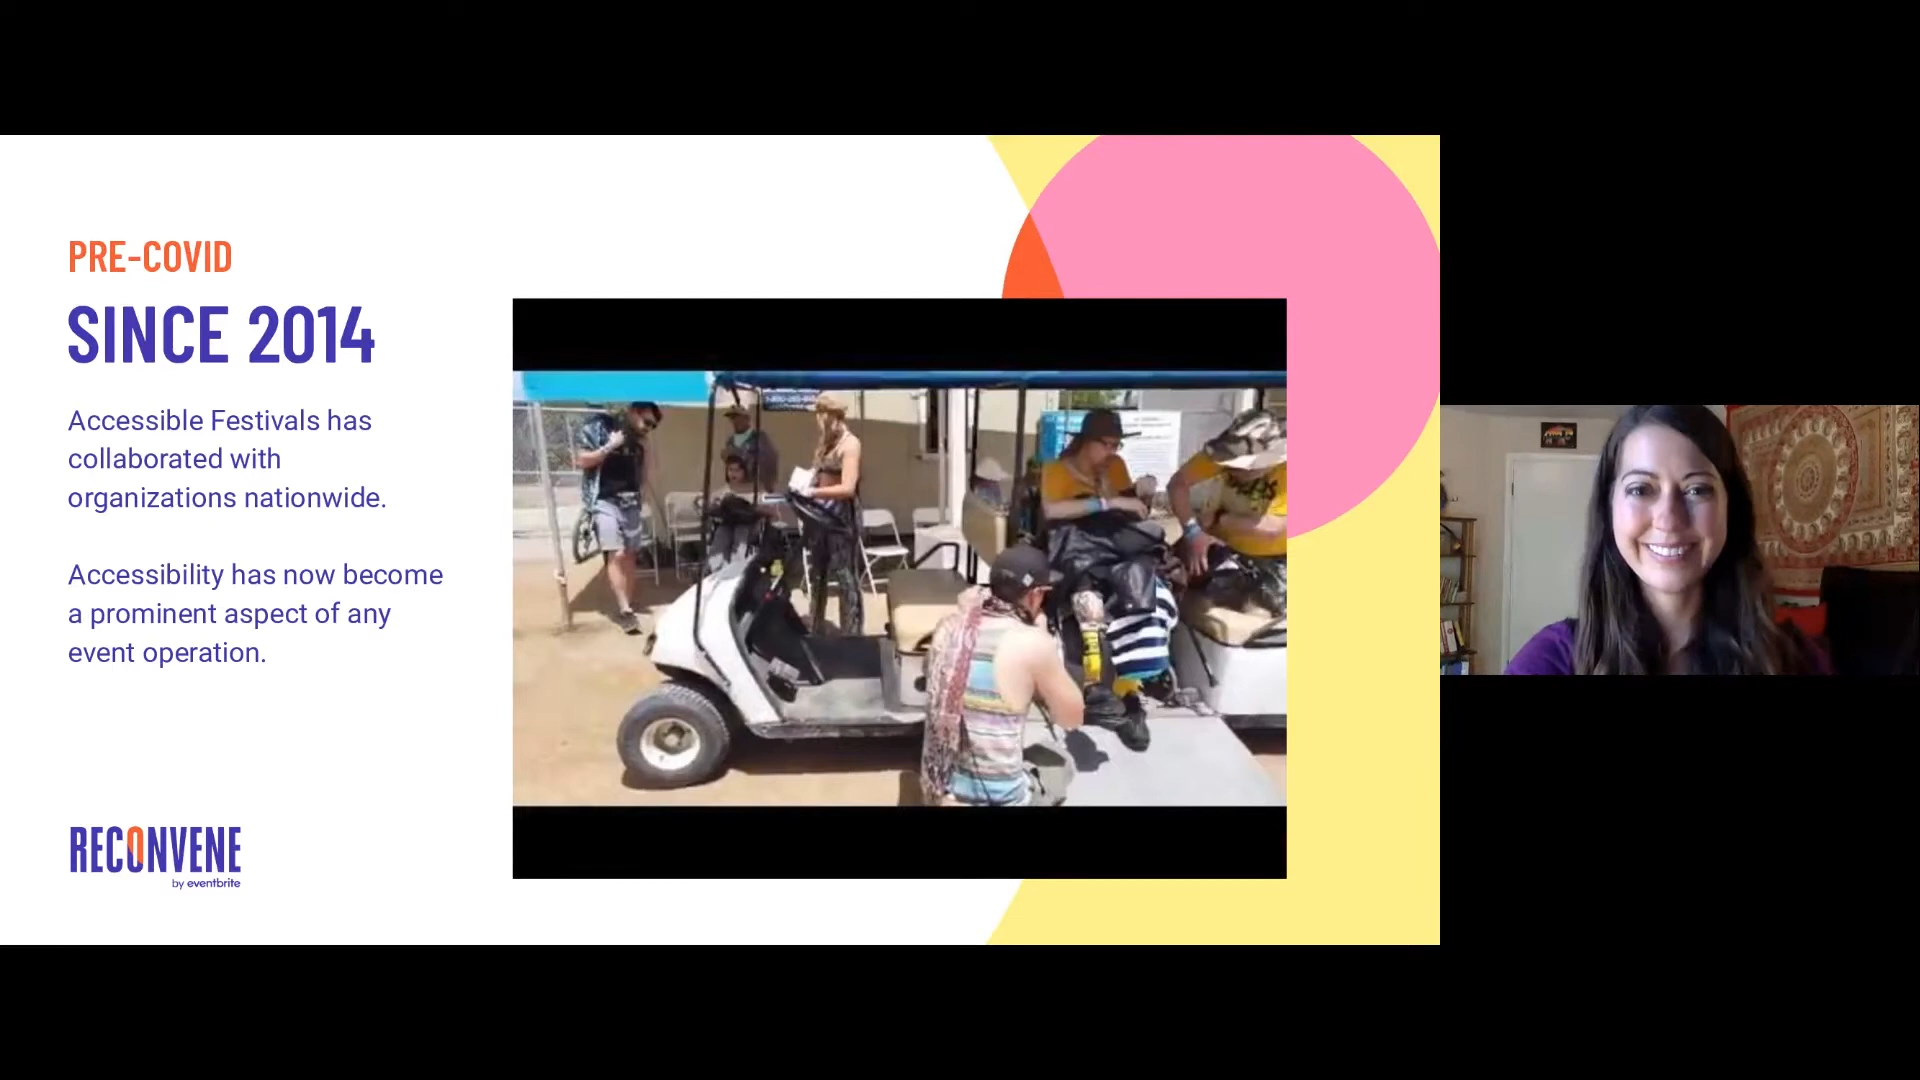 PRE-COVID
SINCE 2014
Accessible Festivals has
collaborated with
organizations nationwide.
Accessibility has now become
a prominent aspect of any
event operation.
RECONVENE
by eventbrite